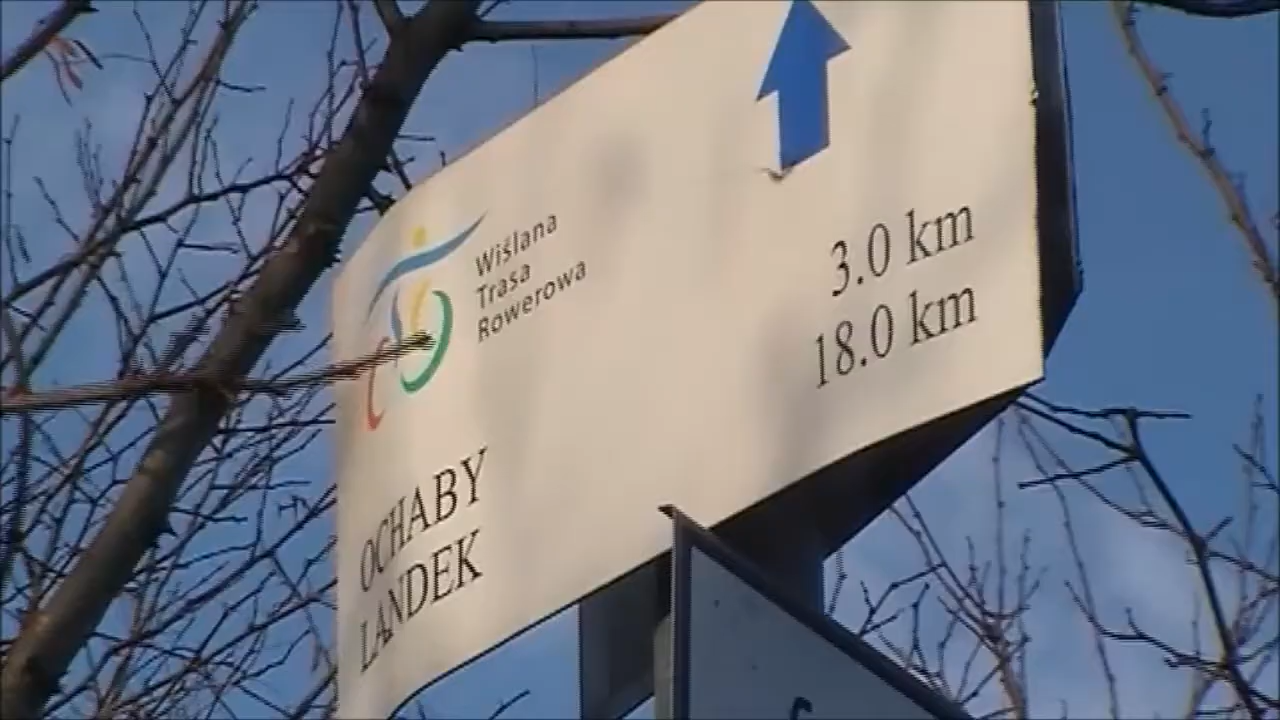 Wiślana
Trasa
Rowerowa
3.0 km
18.0 km
OCHABY
LANDEK